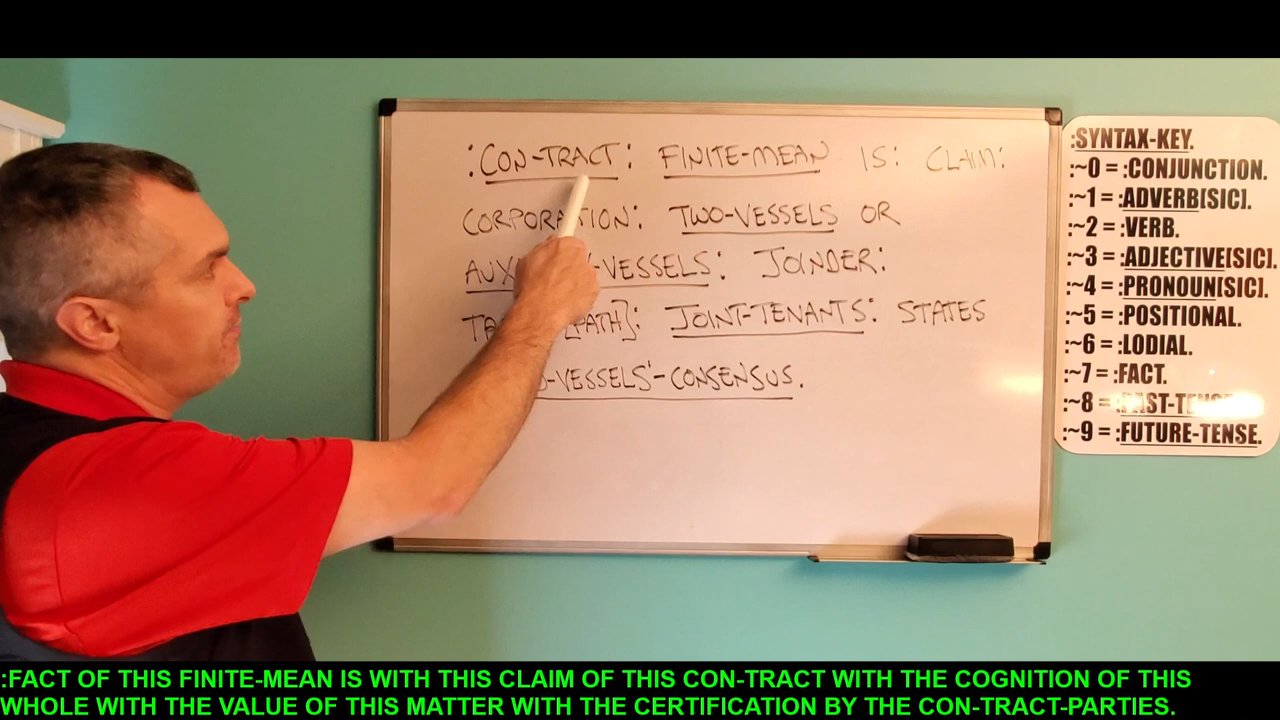 :CON-TRACT: FINITE-MEAN IS: CLAIM:
CORPORATION: TWO-VESSELS OR
VESSELS: JOINDER:
[PATH]: JOINT-TENANTS: STATES
VESSELS'-CONSENSUS.
:SYNTAX-KEY.
:~0 = :CONJUNCTION.
:~1 = :ADVERB[SIC].
:~2 = :VERB.
:~3 = :ADJECTIVE[SIC].
:~4 = :PRONOUN[SIC].
:~5 = :POSITIONAL.
:~6 = :LODIAL.
:~7 = :FACT.
:~8 =
:~9 = :FUTURE-TENSE.
:FACT OF THIS FINITE-MEAN IS WITH THIS CLAIM OF THIS CON-TRACT WITH THE COGNITION OF THIS
WHOLE WITH THE VALUE OF THIS MATTER WITH THE CERTIFICATION BY THE CON-TRACT-PARTIES.